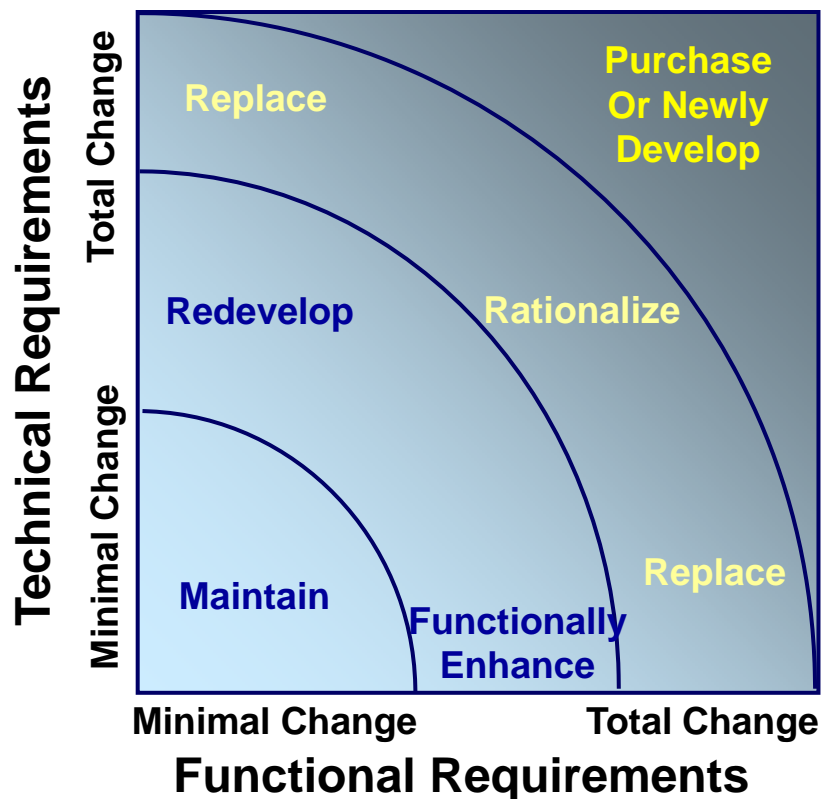 Technical Requirements
Total Change
Minimal Change
Replace
Purchase
Or Newly
Develop
Redevelop
Rationalize
Maintain
Functionally
Enhance
Replace
Minimal Change
Total Change
Functional Requirements